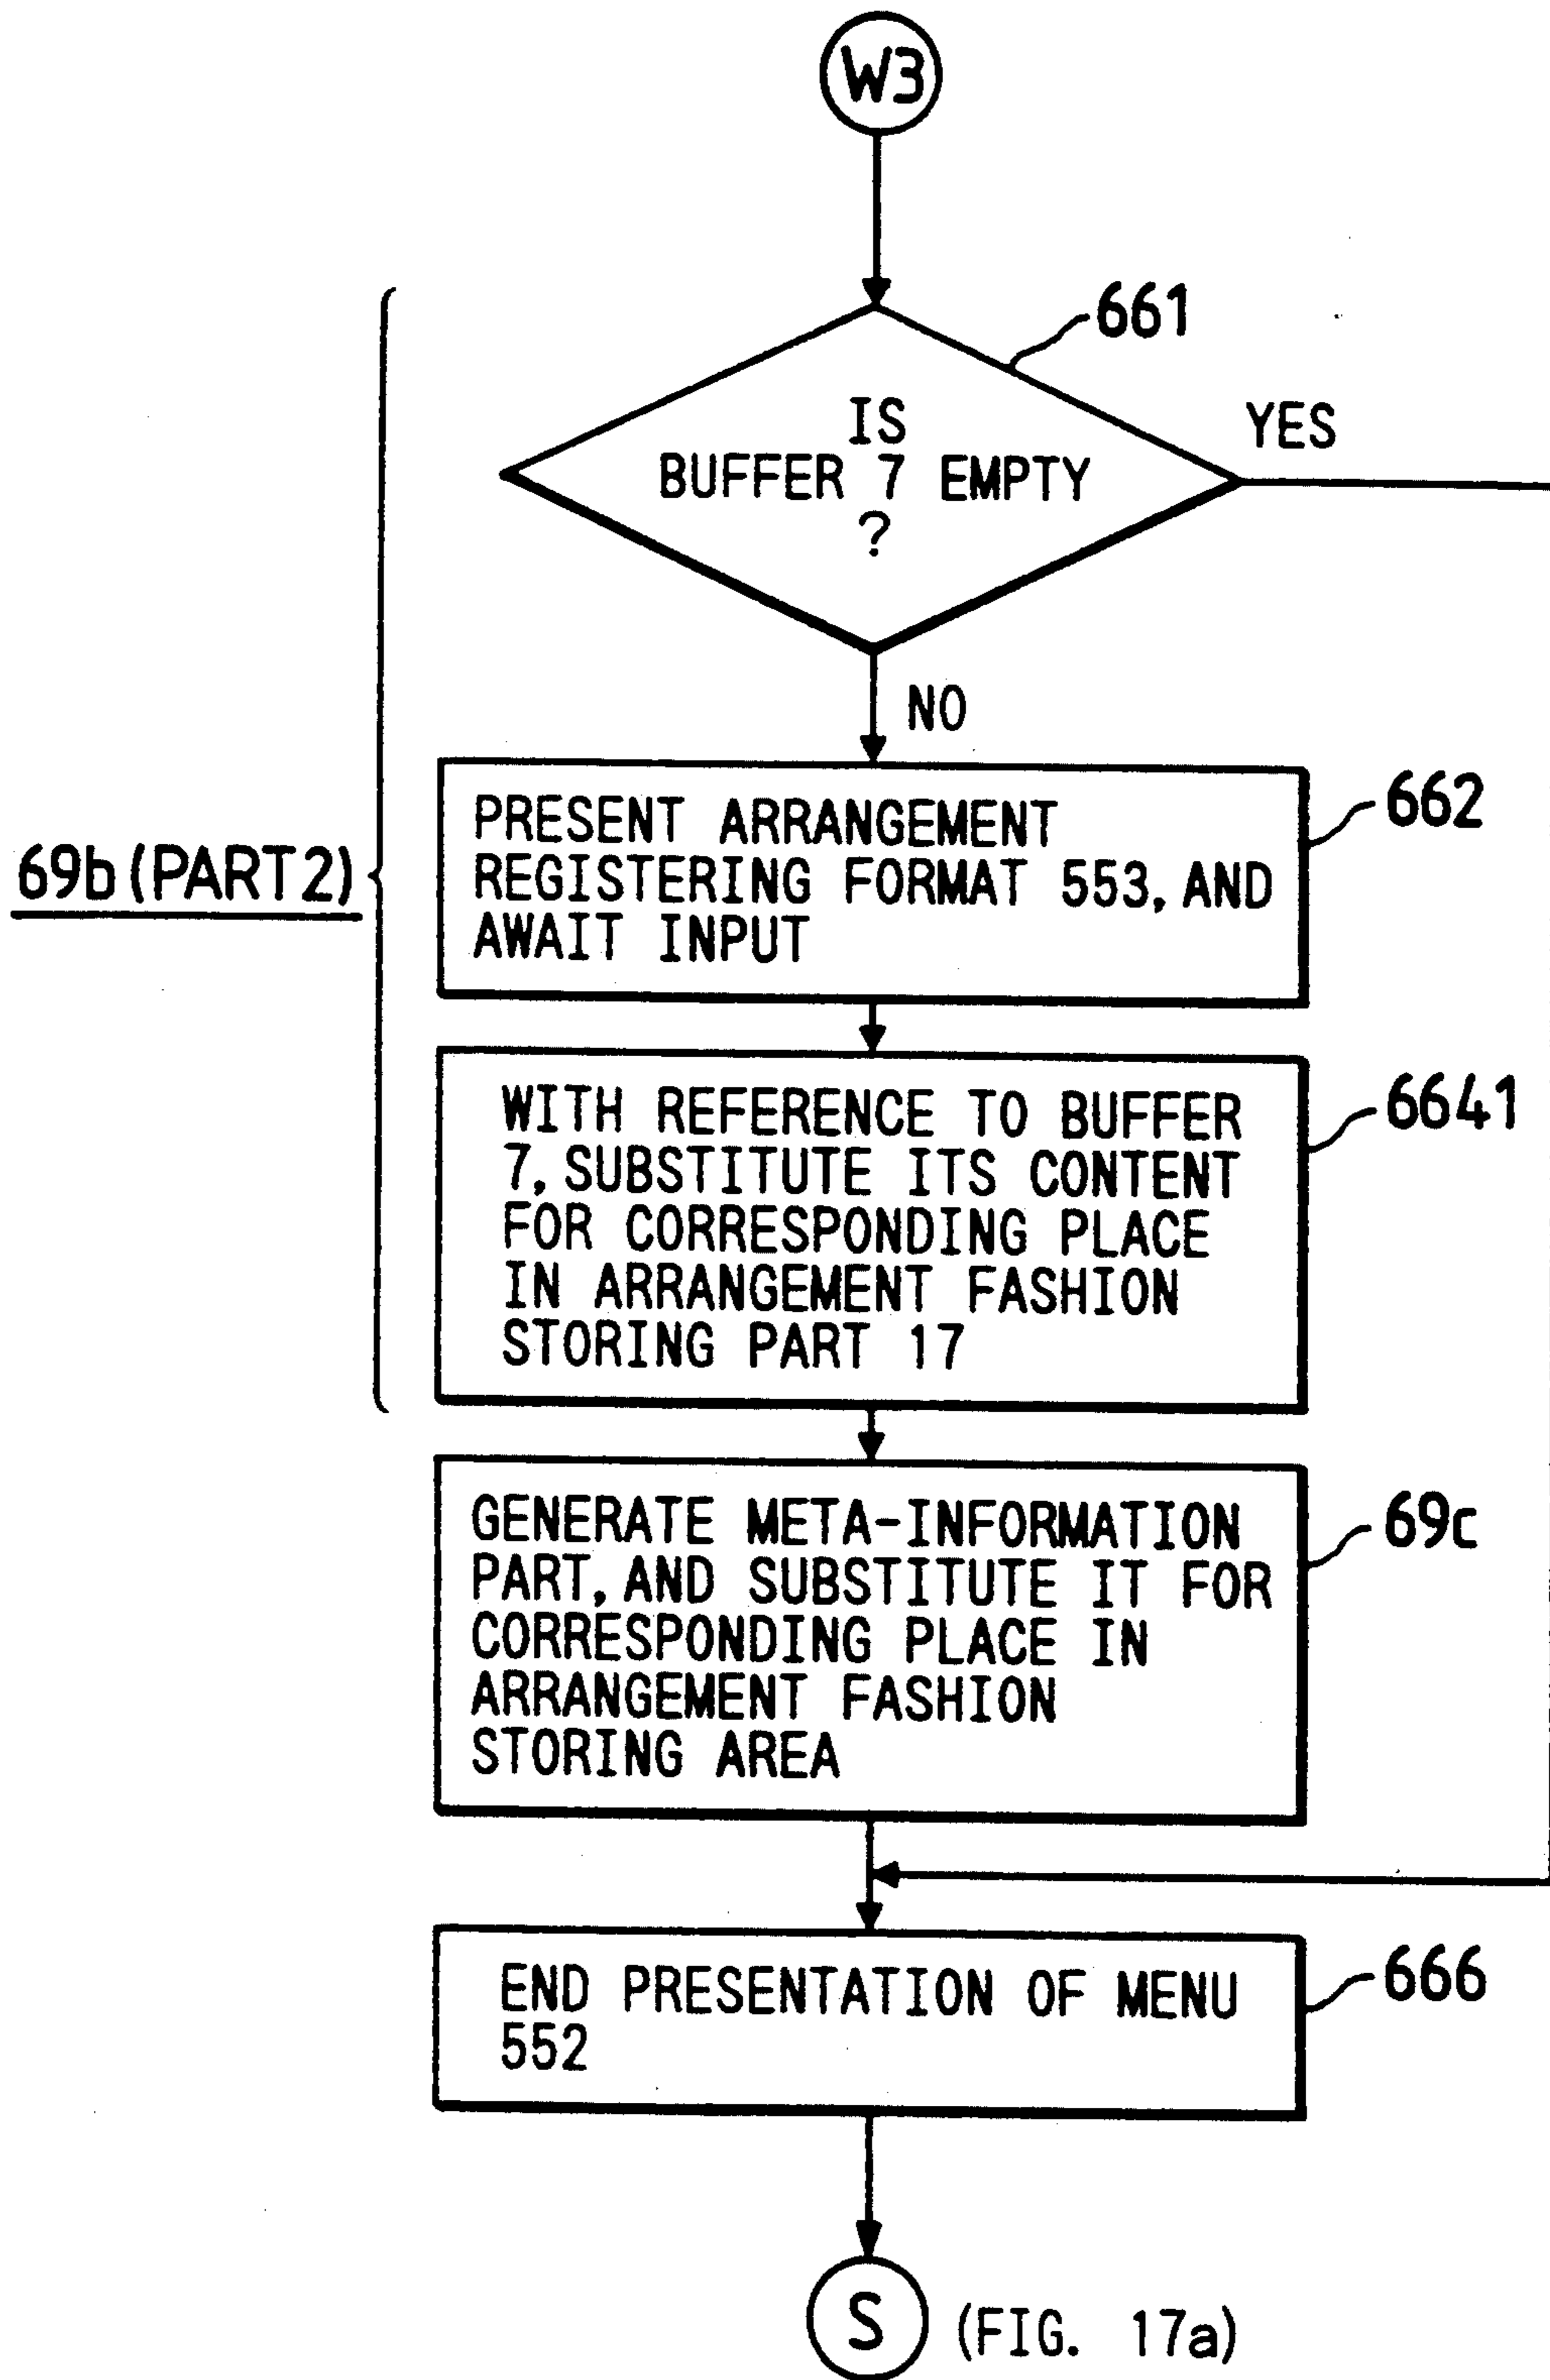 W3
661
IS
BUFFER 7 EMPTY
?
YES
NO
69b (PART 2)
PRESENT ARRANGEMENT
REGISTERING FORMAT 553, AND
AWAIT INPUT
662
WITH REFERENCE TO BUFFER
7, SUBSTITUTE ITS CONTENT
FOR CORRESPONDING PLACE
IN ARRANGEMENT FASHION
STORING PART 17
6641
GENERATE META-INFORMATION
PART, AND SUBSTITUTE IT FOR
CORRESPONDING PLACE IN
ARRANGEMENT FASHION
STORING AREA
69c
END PRESENTATION OF MENU
552
666
S (FIG. 17a)